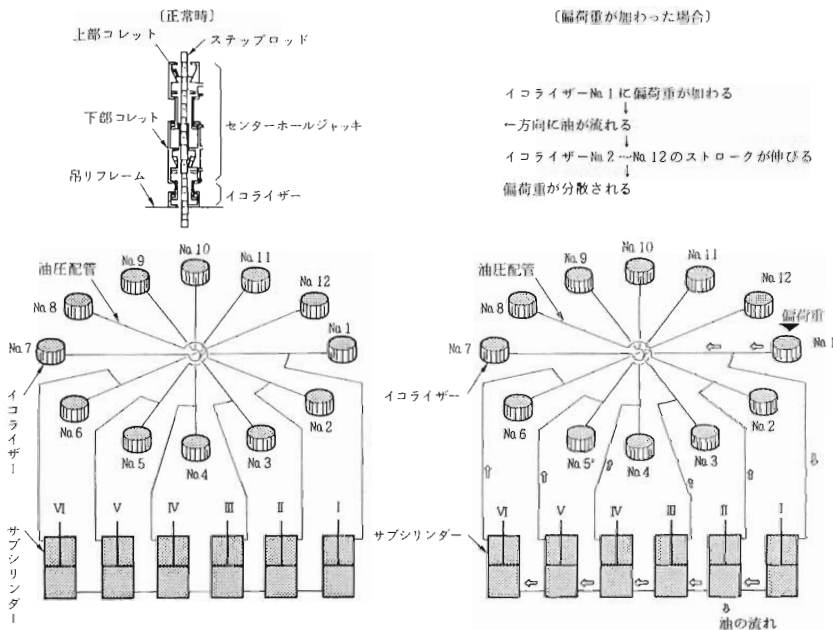 〔正常時〕
上部コレット
ステップロッド
下部コレット
センターホールジャッキ
吊リフレーム
イコライザー
油圧配管
No.10
No.9
No.11
No.8
No.12
No.7
No.1
イコライザー
No.6
No.2
No.5
No.4
No.3
VI
V
IV
III
II
I
サブシリンダー
〔偏荷重が加わった場合〕
イコライザーNo.1に偏荷重が加わる
↓
←方向に油が流れる
↓
イコライザーNo.2〜No.12のストロークが伸びる
↓
偏荷重が分散される
油圧配管
No.10
No.9
No.11
No.8
No.12
偏荷重
No.7
No.1
イコライザー
No.6
No.2
No.5
No.4
No.3
VI
V
IV
III
II
I
サブシリンダー
油の流れ